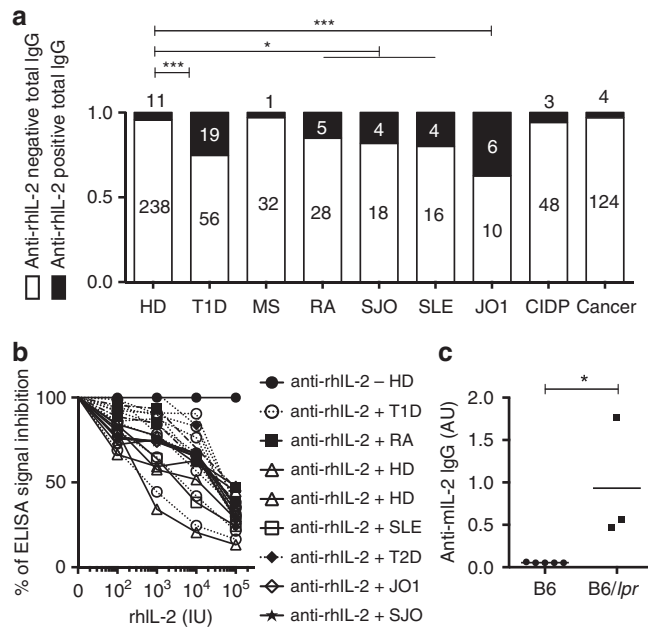 a
***
*
***
Anti-rhIL-2 negative total IgG
Anti-rhIL-2 positive total IgG
1.0
0.5
0.0
11
19
1
5
4
4
6
3
4
238
56
32
28
18
16
10
48
124
HD T1D MS RA SJO SLE JO1 CIDP Cancer
b
% of ELISA signal inhibition
100
50
0
0 10² 10³ 10⁴ 10⁵
rhIL-2 (IU)
anti-rhIL-2 – HD
anti-rhIL-2 + T1D
anti-rhIL-2 + RA
anti-rhIL-2 + HD
anti-rhIL-2 + HD
anti-rhIL-2 + SLE
anti-rhIL-2 + T2D
anti-rhIL-2 + JO1
anti-rhIL-2 + SJO
c
*
Anti-mIL-2 IgG (AU)
2.0
1.5
1.0
0.5
0.0
B6 B6/lpr